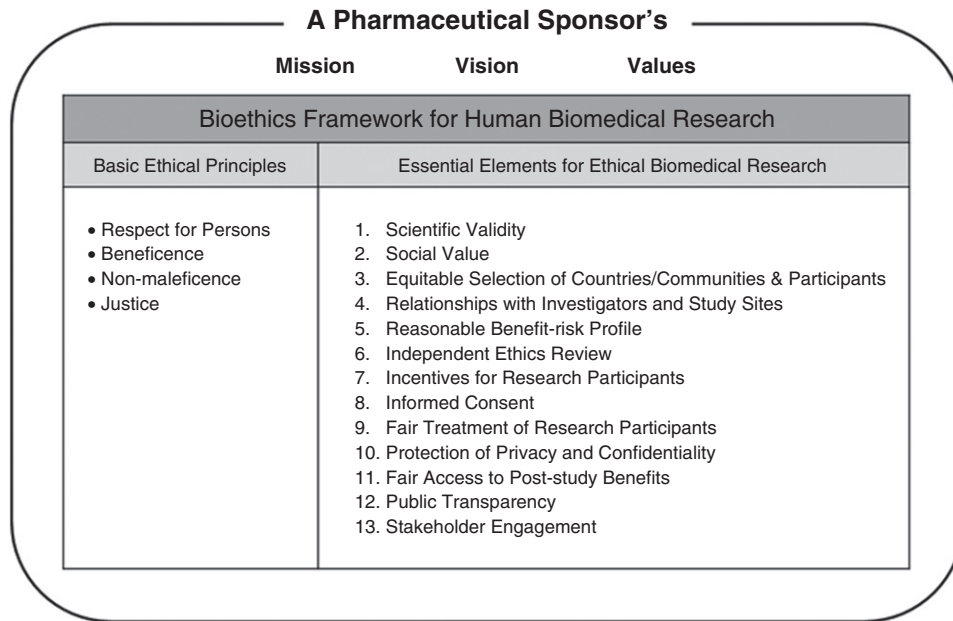 A Pharmaceutical Sponsor's
Mission Vision Values
Bioethics Framework for Human Biomedical Research
Basic Ethical Principles
Essential Elements for Ethical Biomedical Research
• Respect for Persons
• Beneficence
• Non-maleficence
• Justice
1. Scientific Validity
2. Social Value
3. Equitable Selection of Countries/Communities & Participants
4. Relationships with Investigators and Study Sites
5. Reasonable Benefit-risk Profile
6. Independent Ethics Review
7. Incentives for Research Participants
8. Informed Consent
9. Fair Treatment of Research Participants
10. Protection of Privacy and Confidentiality
11. Fair Access to Post-study Benefits
12. Public Transparency
13. Stakeholder Engagement